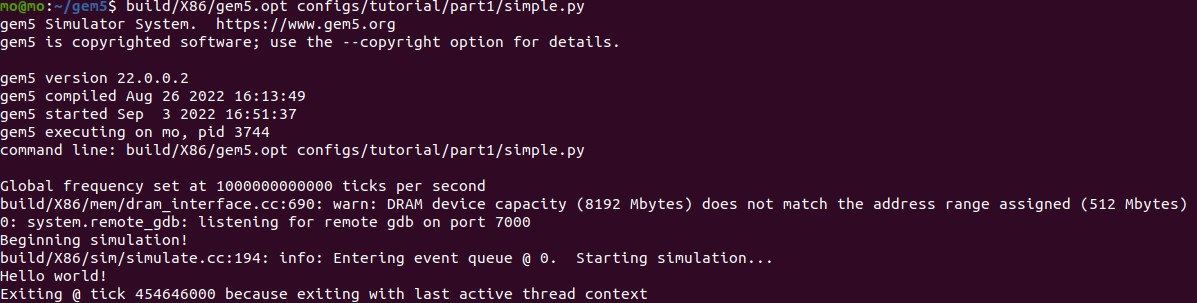 mo@mo:~/gem5$ build/X86/gem5.opt configs/tutorial/part1/simple.py
gem5 Simulator System.  https://www.gem5.org
gem5 is copyrighted software; use the --copyright option for details.

gem5 version 22.0.0.2
gem5 compiled Aug 26 2022 16:13:49
gem5 started Sep  3 2022 16:51:37
gem5 executing on mo, pid 3744
command line: build/X86/gem5.opt configs/tutorial/part1/simple.py

Global frequency set at 1000000000000 ticks per second
build/X86/mem/dram_interface.cc:690: warn: DRAM device capacity (8192 Mbytes) does not match the address range assigned (512 Mbytes)
0: system.remote_gdb: listening for remote gdb on port 7000
Beginning simulation!
build/X86/sim/simulate.cc:194: info: Entering event queue @ 0.  Starting simulation...
Hello world!
Exiting @ tick 454646000 because exiting with last active thread context